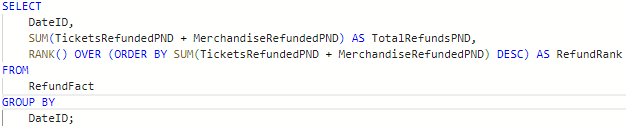 SELECT
    DateID,
    SUM(TicketsRefundedPND + MerchandiseRefundedPND) AS TotalRefundsPND,
    RANK() OVER (ORDER BY SUM(TicketsRefundedPND + MerchandiseRefundedPND) DESC) AS RefundRank
FROM
    RefundFact
GROUP BY
    DateID;